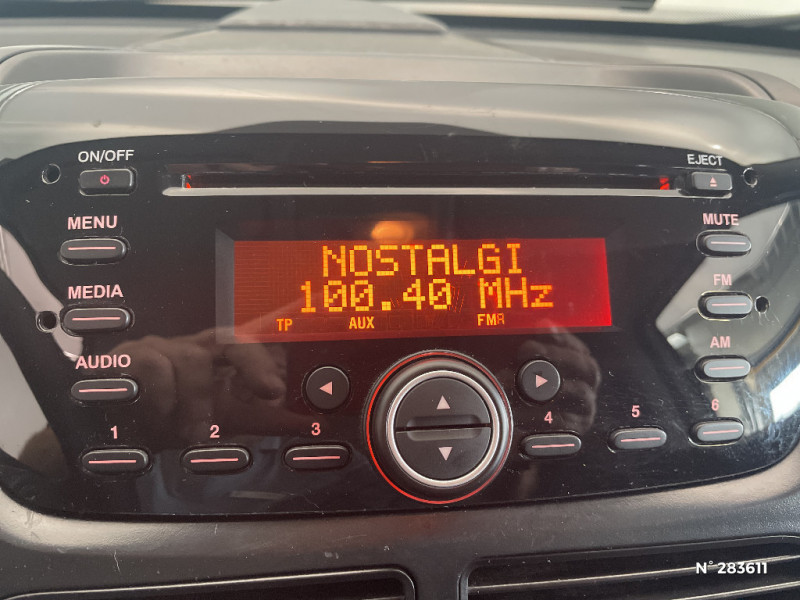 ON/OFF
EJECT
MENU
MUTE
NOSTALGI
100.40 MHz
TP AUX FMA
MEDIA
FM
AUDIO
AM
1
2
3
4
5
6
N° 283611